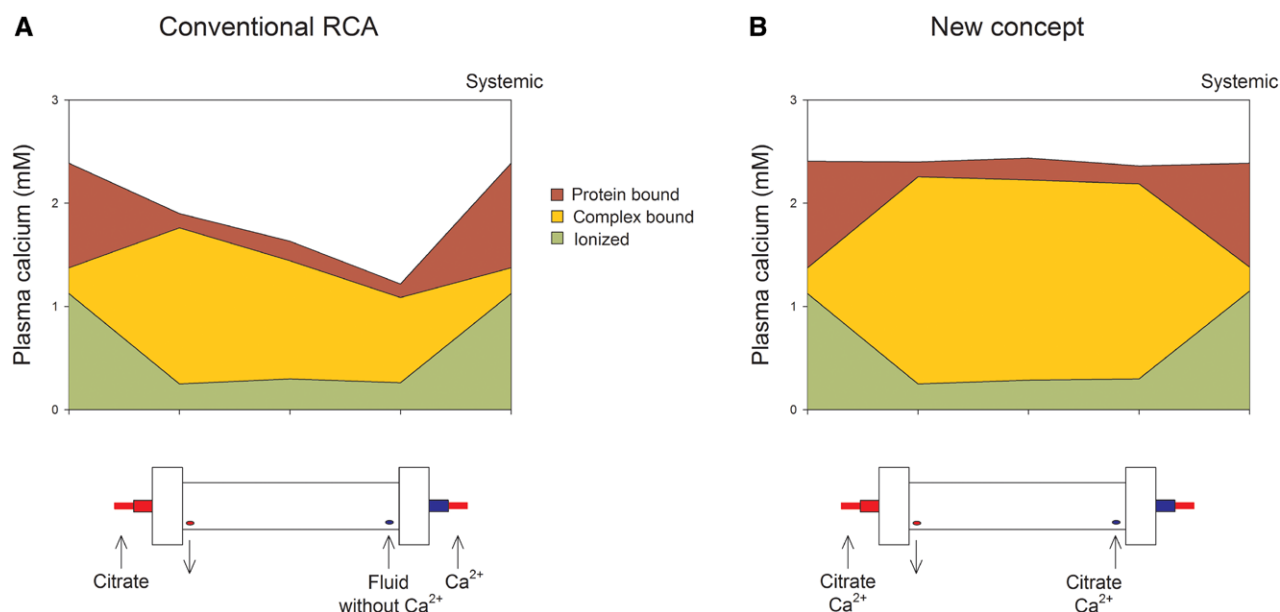 A
Conventional RCA
Systemic
Plasma calcium (mM)
3
2
1
0
Protein bound
Complex bound
Ionized
Citrate
Fluid
without Ca²⁺
Ca²⁺
B
New concept
Systemic
Plasma calcium (mM)
3
2
1
0
Citrate
Ca²⁺
Citrate
Ca²⁺